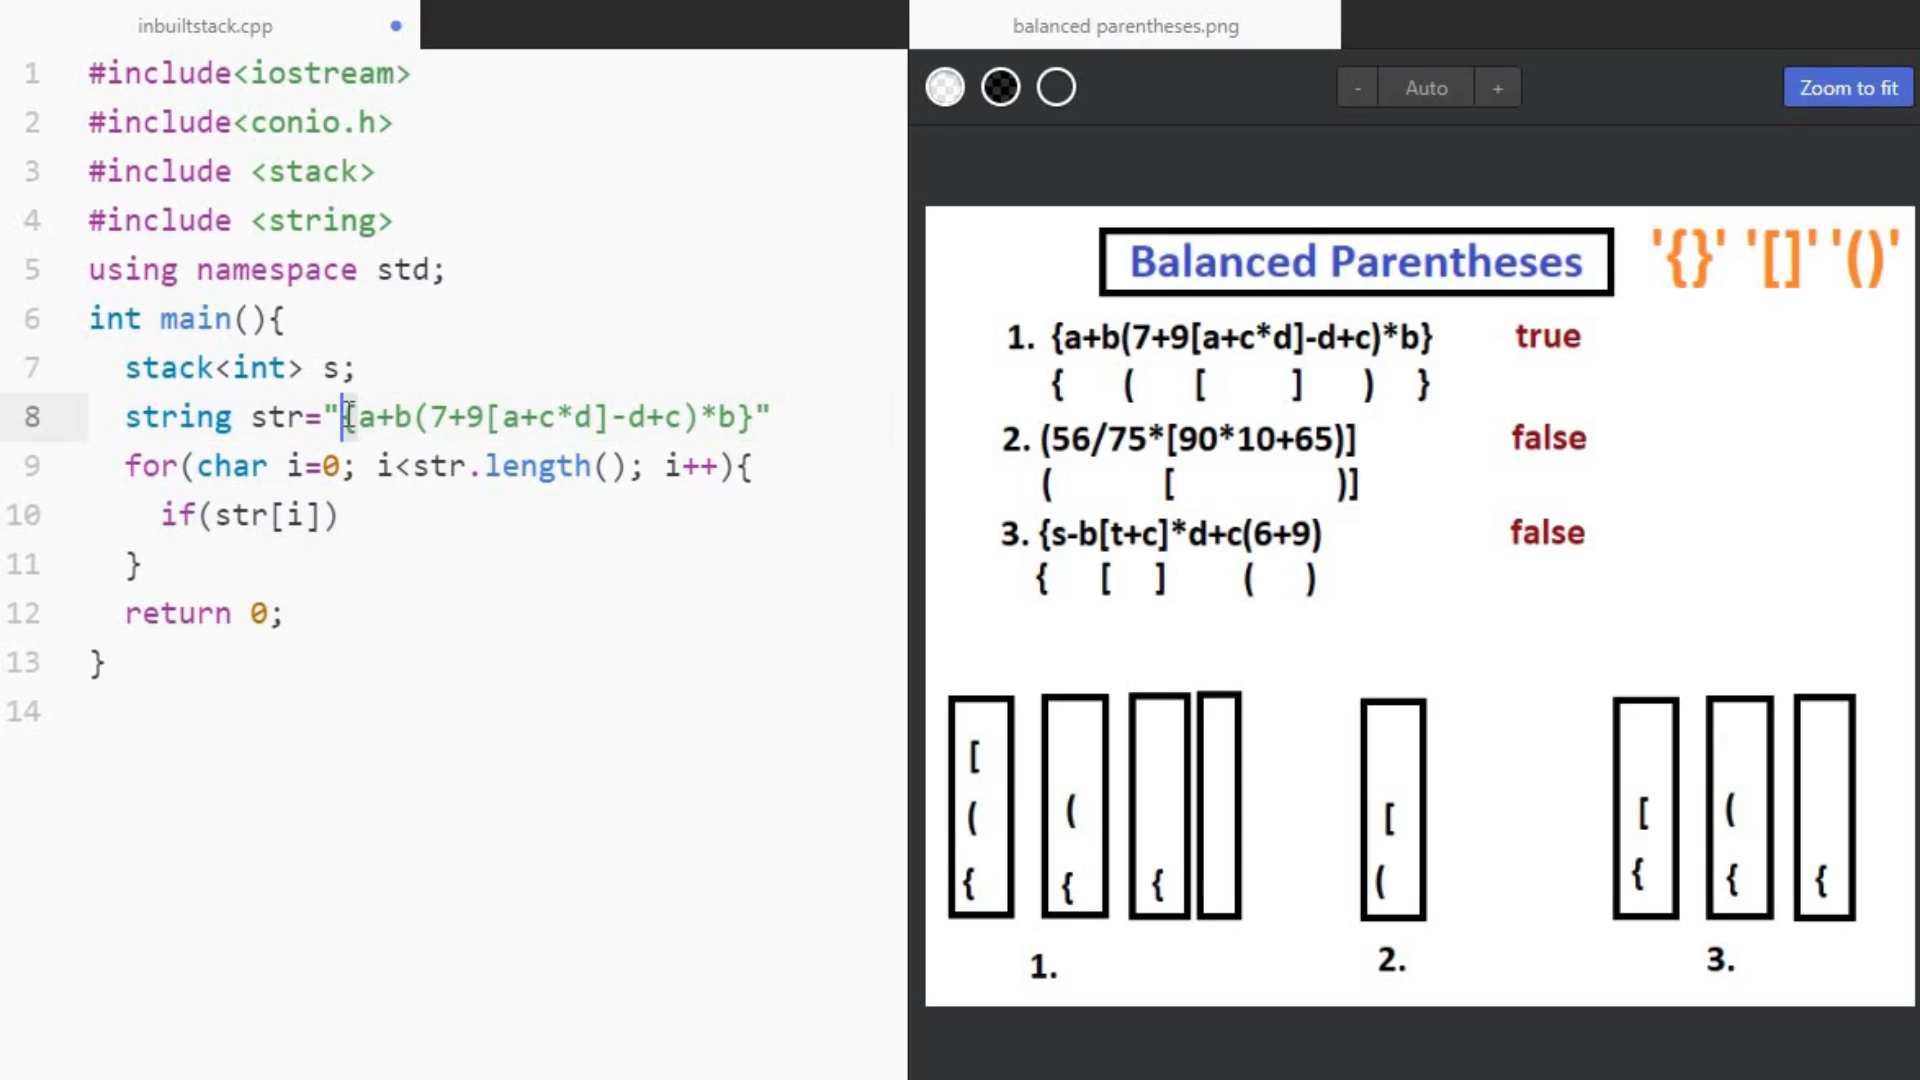 inbuiltstack.cpp
1 #include<iostream>
2 #include<conio.h>
3 #include <stack>
4 #include <string>
5 using namespace std;
6 int main(){
7 stack<int> s;
8 string str="{a+b(7+9[a+c*d]-d+c)*b}"
9 for(char i=0; i<str.length(); i++){
10 if(str[i])
11 }
12 return 0;
13 }
14
balanced parentheses.png
- Auto + Zoom to fit
Balanced Parentheses '{}' '[]' '()'
1. {a+b(7+9[a+c*d]-d+c)*b} true
{ ( [ ] ) }
2. (56/75*[90*10+65)] false
( [ )]
3. {s-b[t+c]*d+c(6+9) false
{ [ ] ( )
[
( ( [ [ (
{ { { ( { { {
1. 2. 3.